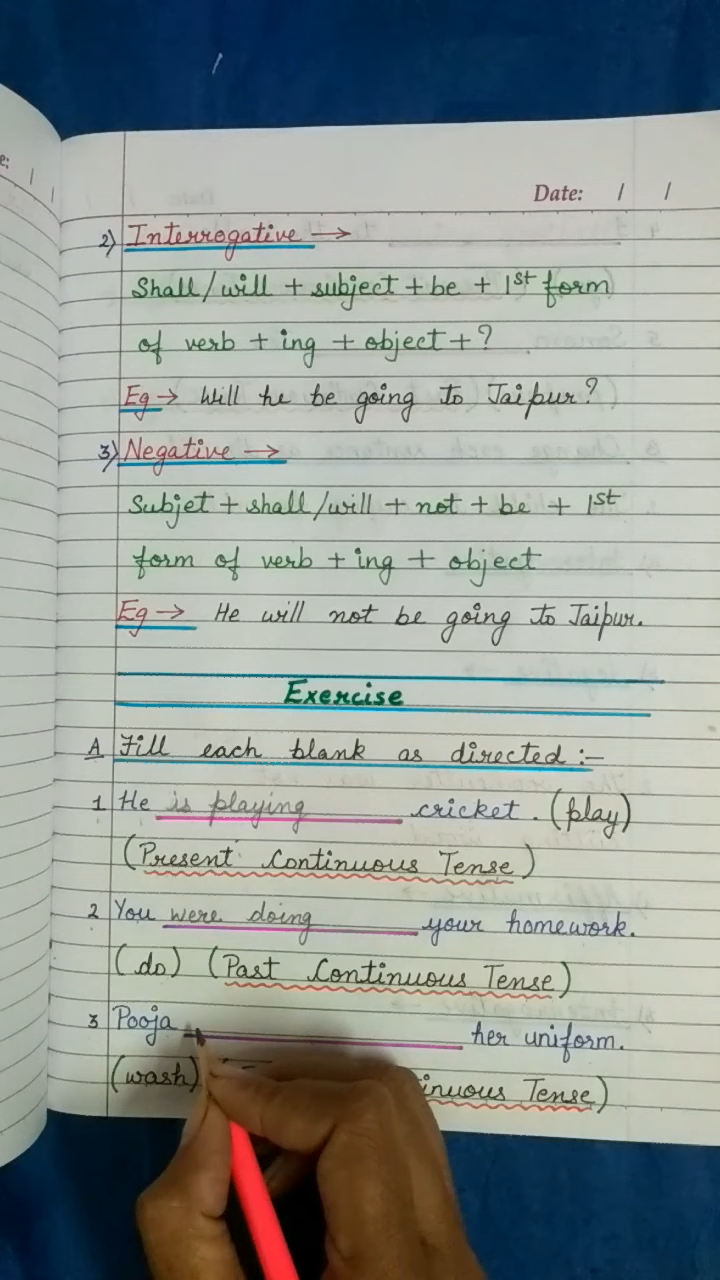 e:
Date: / /
2) Interrogative →
Shall/will + subject + be + 1st form
of verb + ing + object + ?
Eg → Will he be going to Jaipur?
3) Negative →
Subjet + shall/will + not + be + 1st
form of verb + ing + object
Eg → He will not be going to Jaipur.
Exercise
A Fill each blank as directed :-
1 He is playing cricket. (play)
(Present Continuous Tense)
2 You were doing your homework.
(do) (Past Continuous Tense)
3 Pooja her uniform.
(wash) inuous Tense)